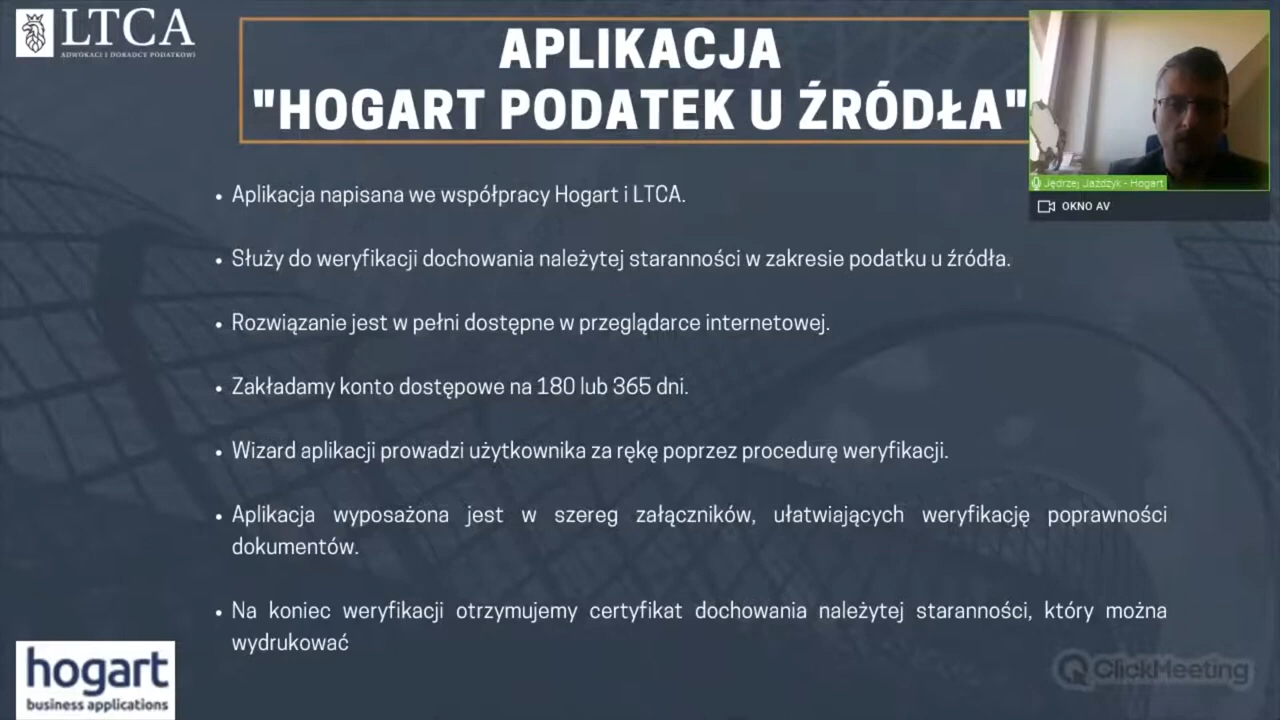 LTCA
ADWOKACI I DORADCY PODATKOWI
APLIKACJA
"HOGART PODATEK U ŹRÓDŁA"
Jędrzej Jażdżyk - Hogart
OKNO AV
• Aplikacja napisana we współpracy Hogart i LTCA.
• Służy do weryfikacji dochowania należytej staranności w zakresie podatku u źródła.
• Rozwiązanie jest w pełni dostępne w przeglądarce internetowej.
• Zakładamy konto dostępowe na 180 lub 365 dni.
• Wizard aplikacji prowadzi użytkownika za rękę poprzez procedurę weryfikacji.
• Aplikacja wyposażona jest w szereg załączników, ułatwiających weryfikację poprawności
dokumentów.
• Na koniec weryfikacji otrzymujemy certyfikat dochowania należytej staranności, który można
wydrukować
hogart
business applications
ClickMeeting